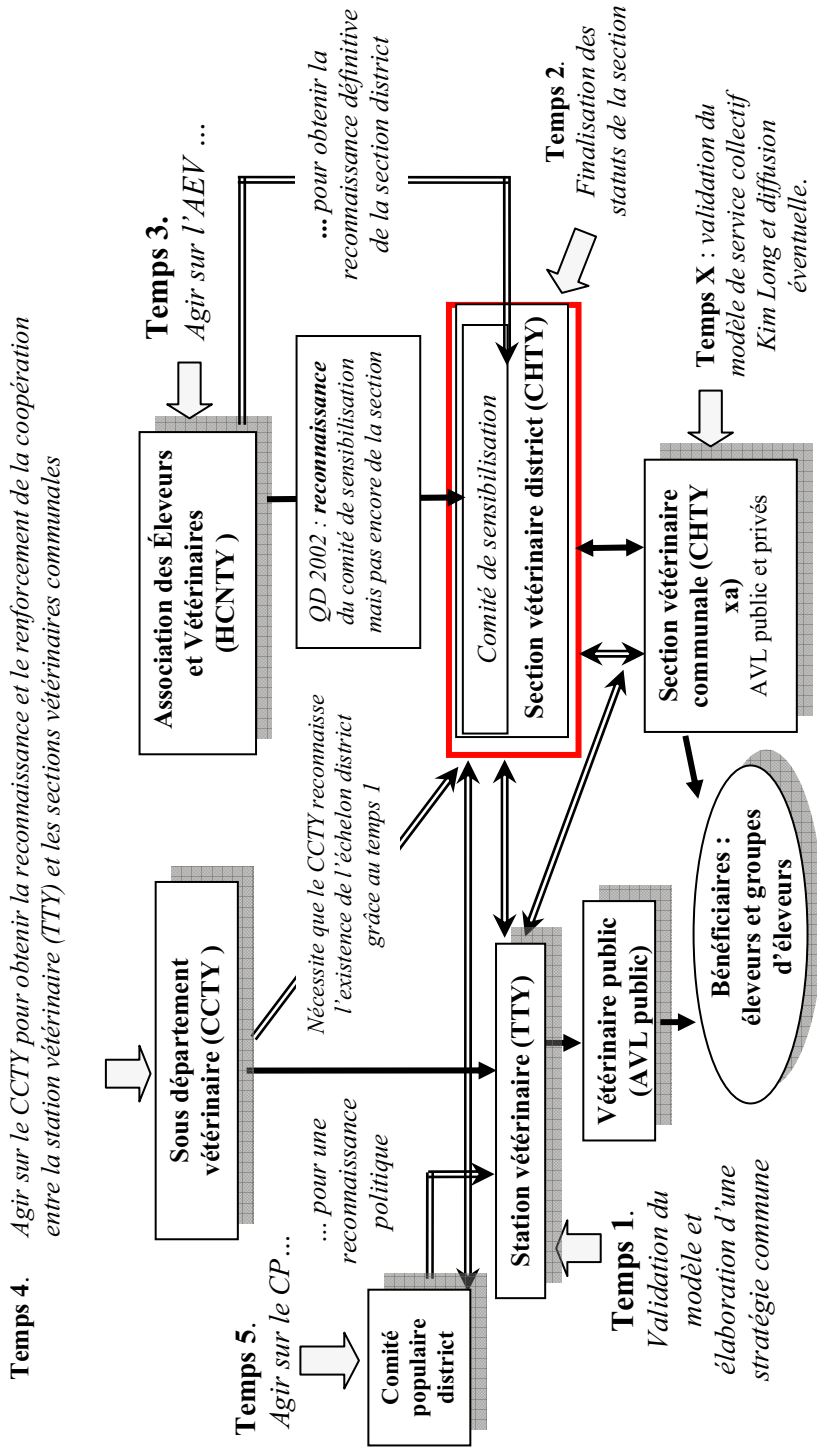 Temps 4. Agir sur le CCTY pour obtenir la reconnaissance et le renforcement de la coopération
entre la station vétérinaire (TTY) et les sections vétérinaires communales
Temps 5.
Agir sur le CP…
Sous département
vétérinaire (CCTY )
Association des Éleveurs
et Vétérinaires
(HCNTY )
Temps 3.
Agir sur l'AEV …
… pour une
reconnaissance
politique
Nécessite que le CCTY reconnaisse
l'existence de l'échelon district
grâce au temps 1
QD 2002 : reconnaissance
du comité de sensibilisation
mais pas encore de la section
… pour obtenir la
reconnaissance définitive
de la section district
Comité
populaire
district
Comité de sensibilisation
Section vétérinaire district (CHTY)
Temps 2.
Finalisation des
statuts de la section
Station vétérinaire (TTY)
Temps 1.
Validation du
modèle et
élaboration d'une
stratégie commune
Vétérinaire public
(AVL public)
Section vétérinaire
communale (CHTY
xa)
AVL public et privés
Temps X : validation du
modèle de service collectif
Kim Long et diffusion
éventuelle.
Bénéficiaires :
éleveurs et groupes
d'éleveurs